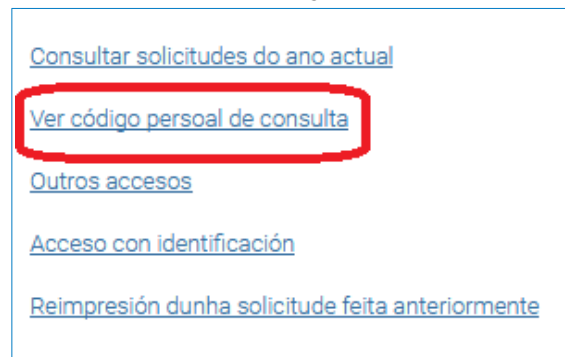 Consultar solicitudes do ano actual
Ver código persoal de consulta
Outros accesos
Acceso con identificación
Reimpresión dunha solicitude feita anteriormente